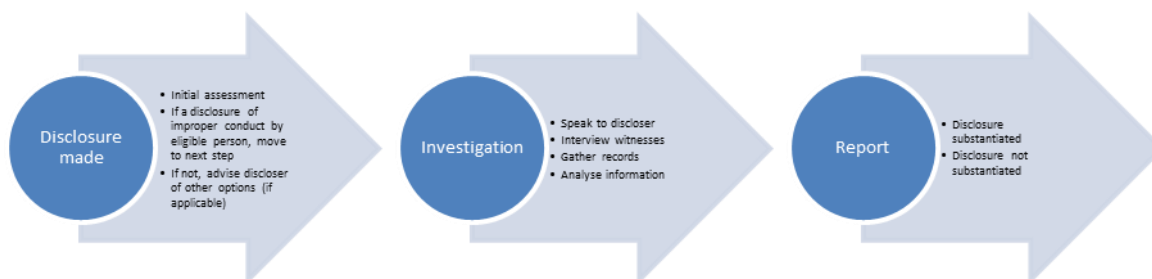 Disclosure
made
• Initial assessment
• If a disclosure of
improper conduct by
eligible person, move
to next step
• If not, advise discloser
of other options (if
applicable)
Investigation
• Speak to discloser
• Interview witnesses
• Gather records
• Analyse information
Report
• Disclosure
substantiated
• Disclosure not
substantiated